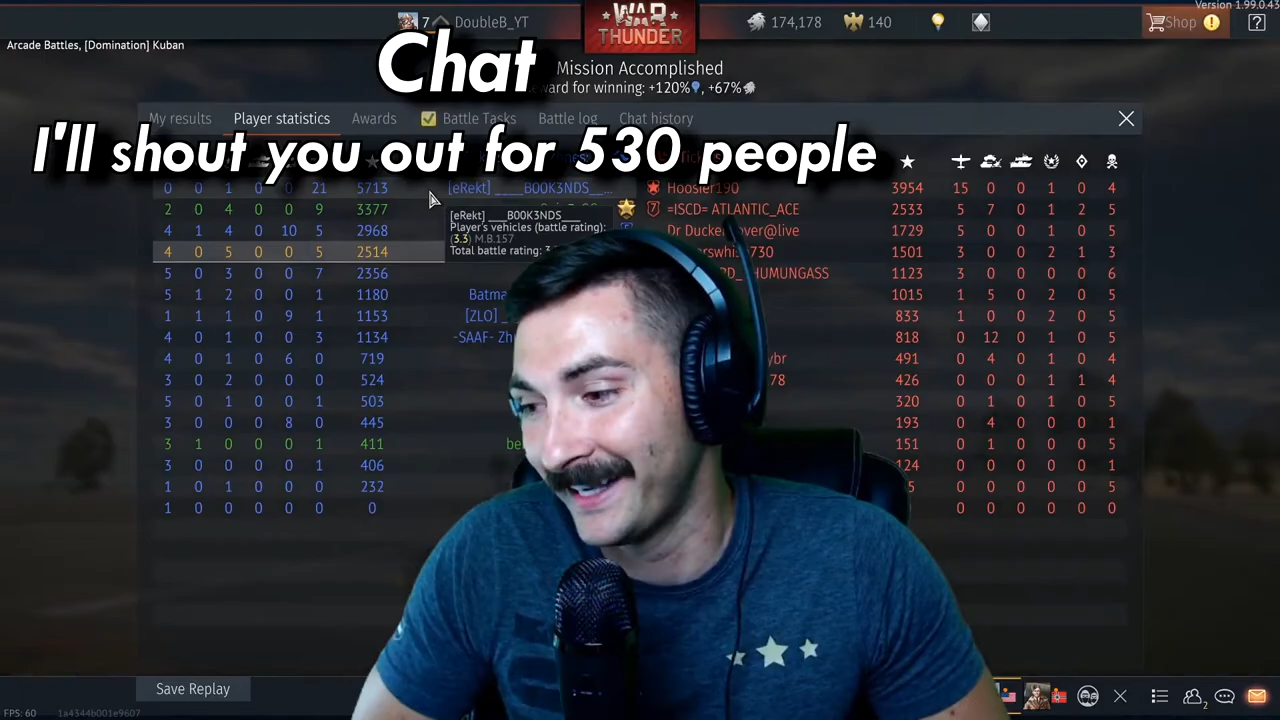 Version 1.99.0.43
7 DoubleB_YT
WAR THUNDER
174,178 140
Shop
Arcade Battles, [Domination] Kuban
Chat
Mission Accomplished
for winning: +120%, +67%
My results Player statistics Awards Battle Tasks Battle log Chat history
I'll shout you out for 530 people
0 0 1 0 0 21 5713 [eRekt] ____B00K3NDS__... Hoosier190 3954 15 0 0 1 0 4
2 0 4 0 0 9 3377 =ISCD= ATLANTIC_ACE 2533 5 7 0 1 2 5
[eRekt] ____B00K3NDS____
Player's vehicles (battle rating):
(3.3) M.B.157
Total battle rating:
4 1 4 0 10 5 2968 1729 5 0 0 1 0 5
4 0 5 0 0 5 2514 1501 3 0 0 2 1 3
5 0 3 0 0 7 2356 HUMUNGASS 1123 3 0 0 0 0 6
5 1 2 0 0 1 1180 1015 1 5 0 2 0 5
1 1 1 0 9 1 1153 [ZLO] 833 1 0 0 2 0 5
4 0 1 0 0 3 1134 -SAAF- 818 0 12 0 1 0 5
4 0 1 0 6 0 719 491 0 4 0 1 0 4
3 0 2 0 0 0 524 426 0 0 0 1 1 4
5 0 1 0 0 1 503 320 0 0 0 1 0 5
3 0 0 0 8 0 445 193 0 4 0 0 0 1
3 1 0 0 0 1 411 151 0 1 0 0 0 5
3 0 0 0 0 1 406 124 0 0 0 0 0 1
1 0 1 0 0 0 232 0 0 0 0 0 5
1 0 0 0 0 0 0 0 0 0 0 0 0
Save Replay
FPS: 60 1a4344b001e9607
2